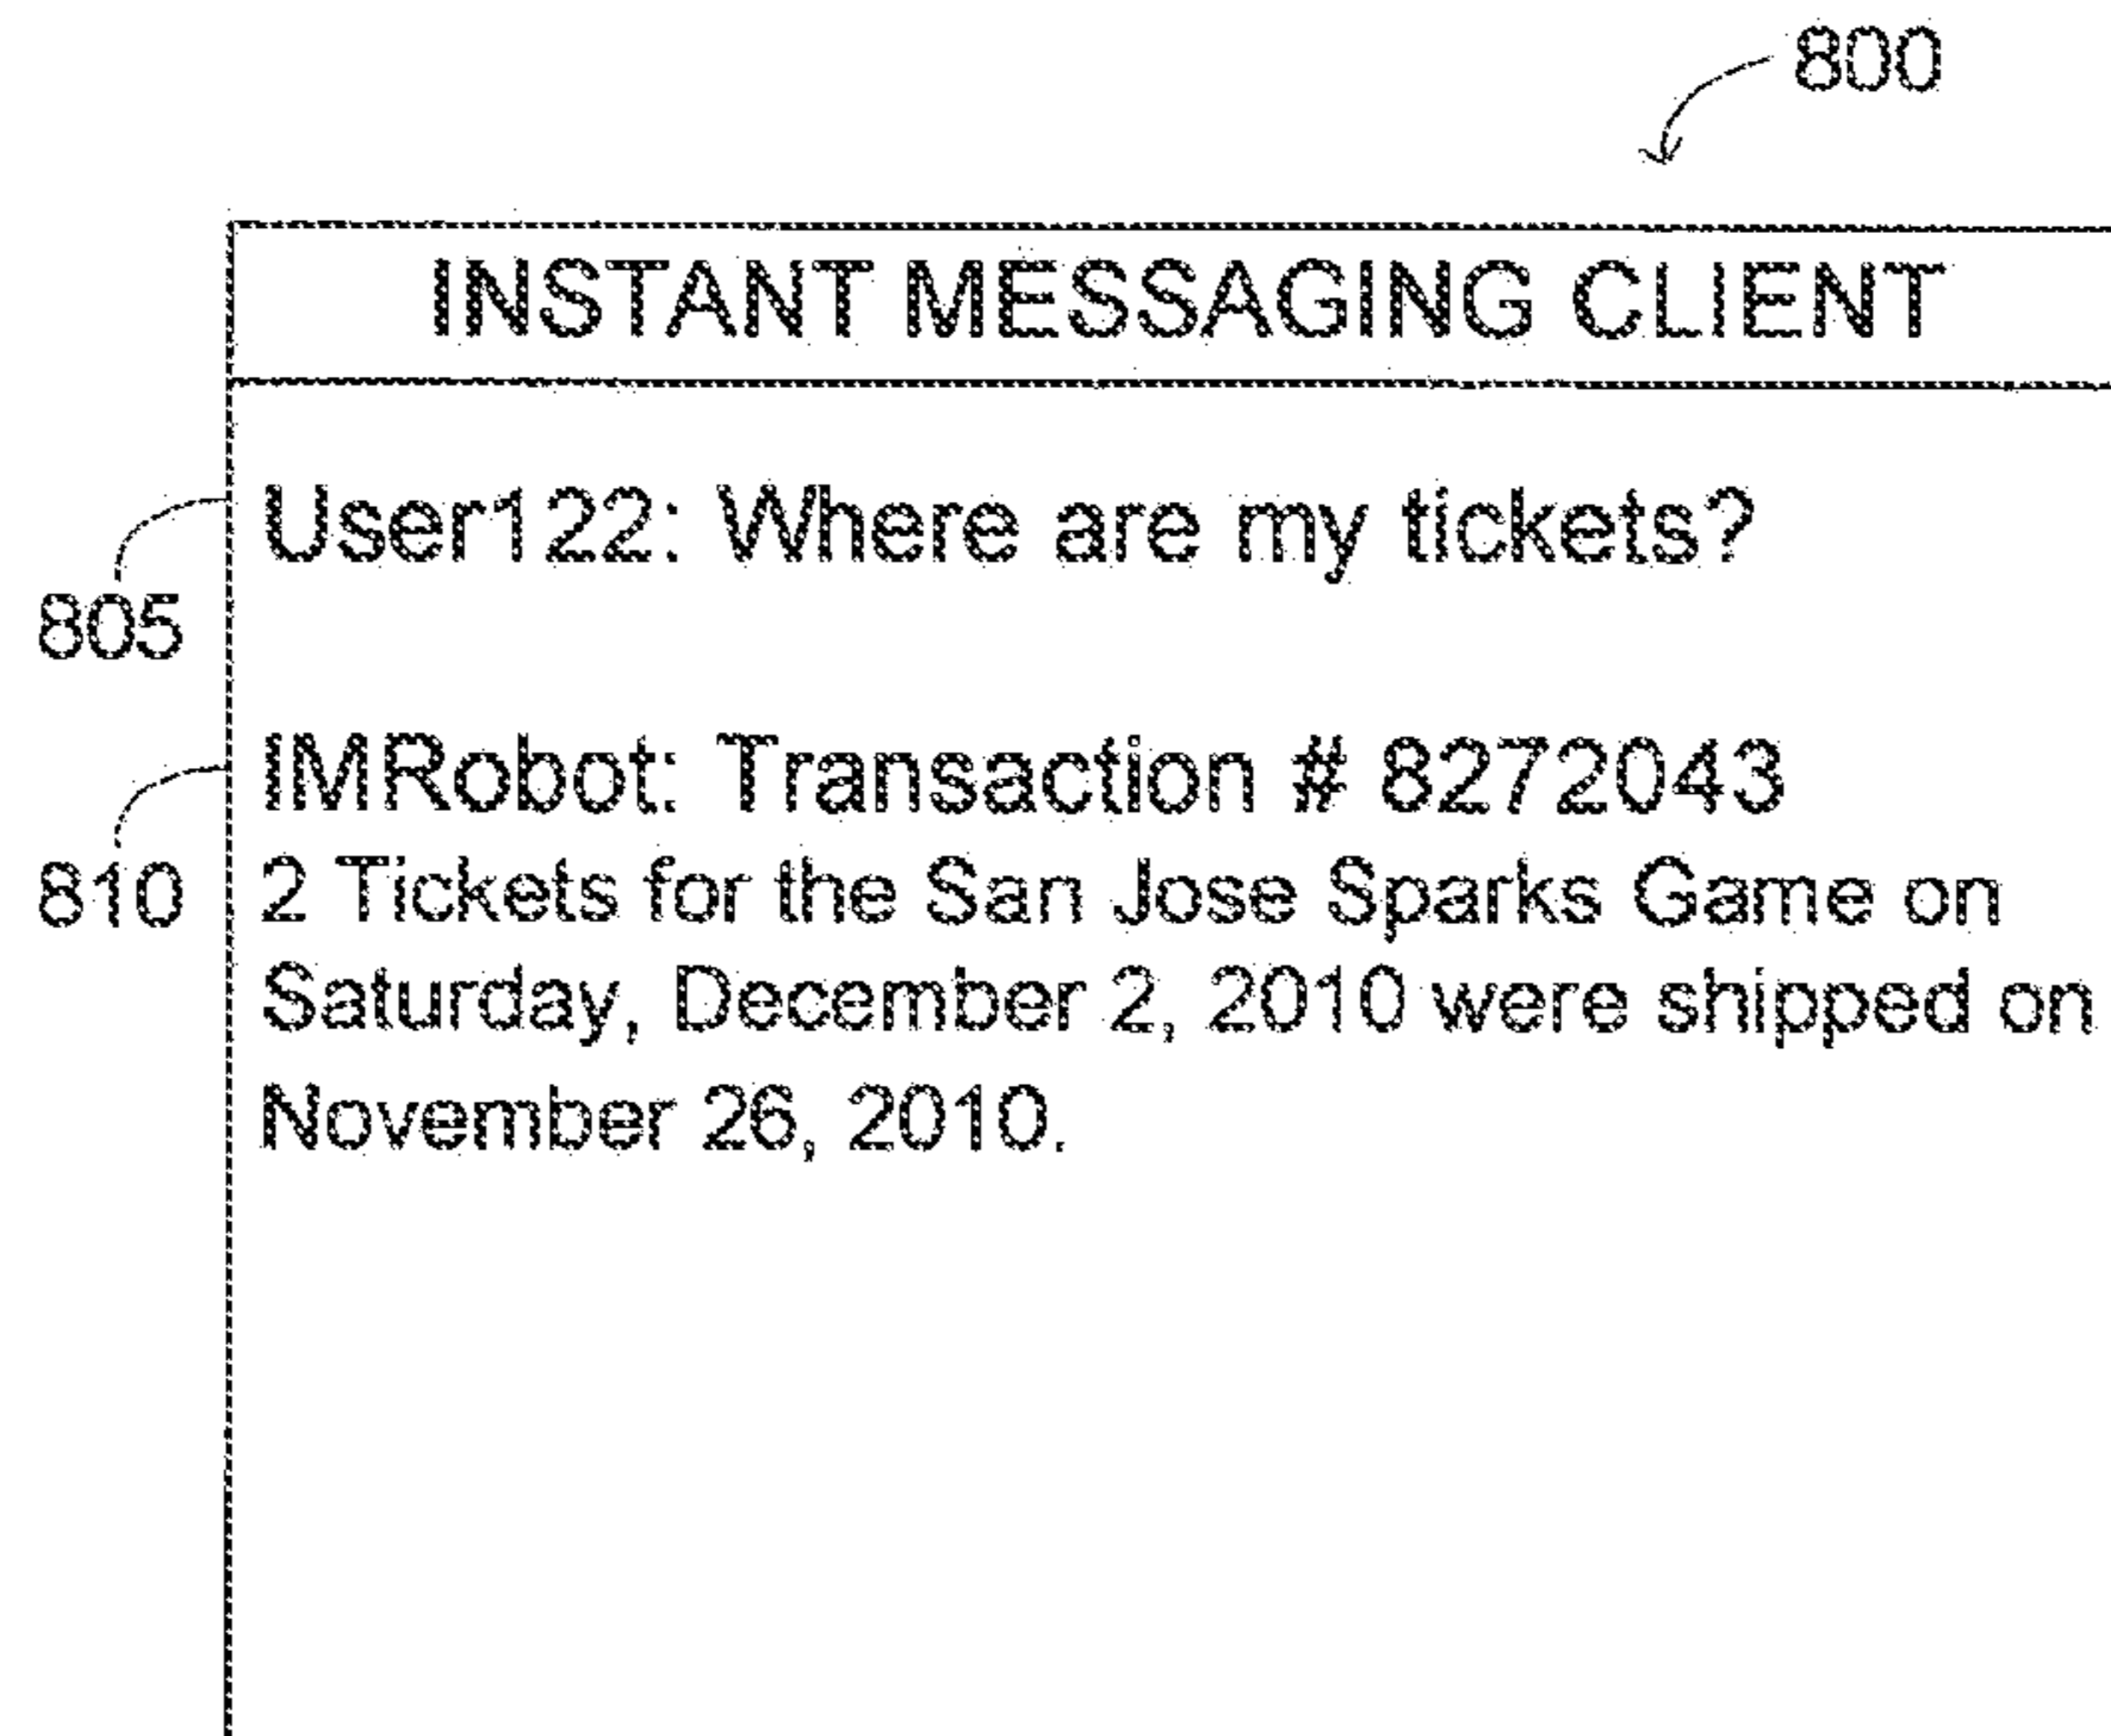 800
INSTANT MESSAGING CLIENT
User122: Where are my tickets?
805
IMRobot: Transaction # 8272043
810
2 Tickets for the San Jose Sparks Game on
Saturday, December 2, 2010 were shipped on
November 26, 2010.